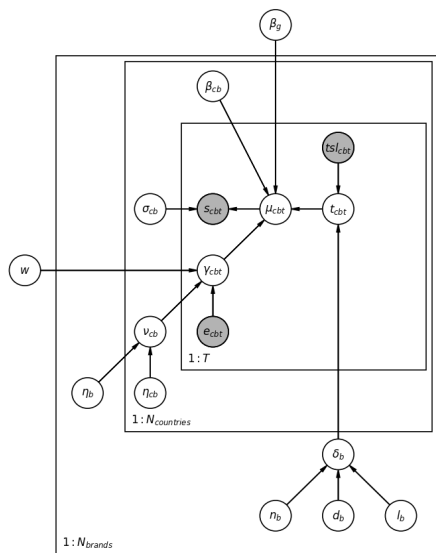 β_g
β_cb
tsl_cbt
σ_cb
s_cbt
μ_cbt
t_cbt
w
γ_cbt
ν_cb
e_cbt
1 : T
η_b
η_cb
1 : N_countries
δ_b
n_b
d_b
l_b
1 : N_brands